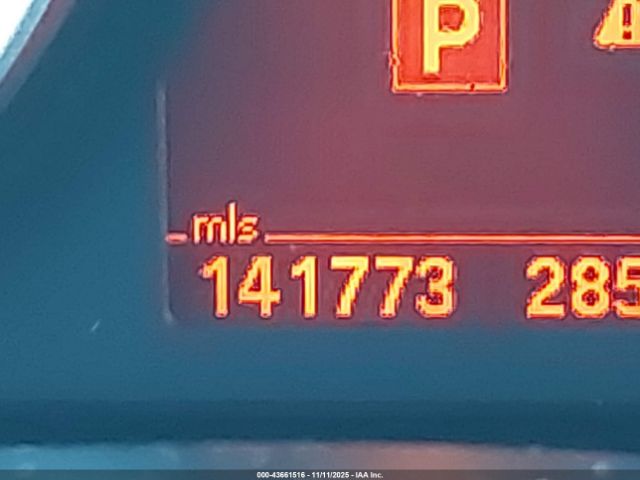 P
mls
141773 285
000-43661516 - 11/11/2025 - IAA Inc.